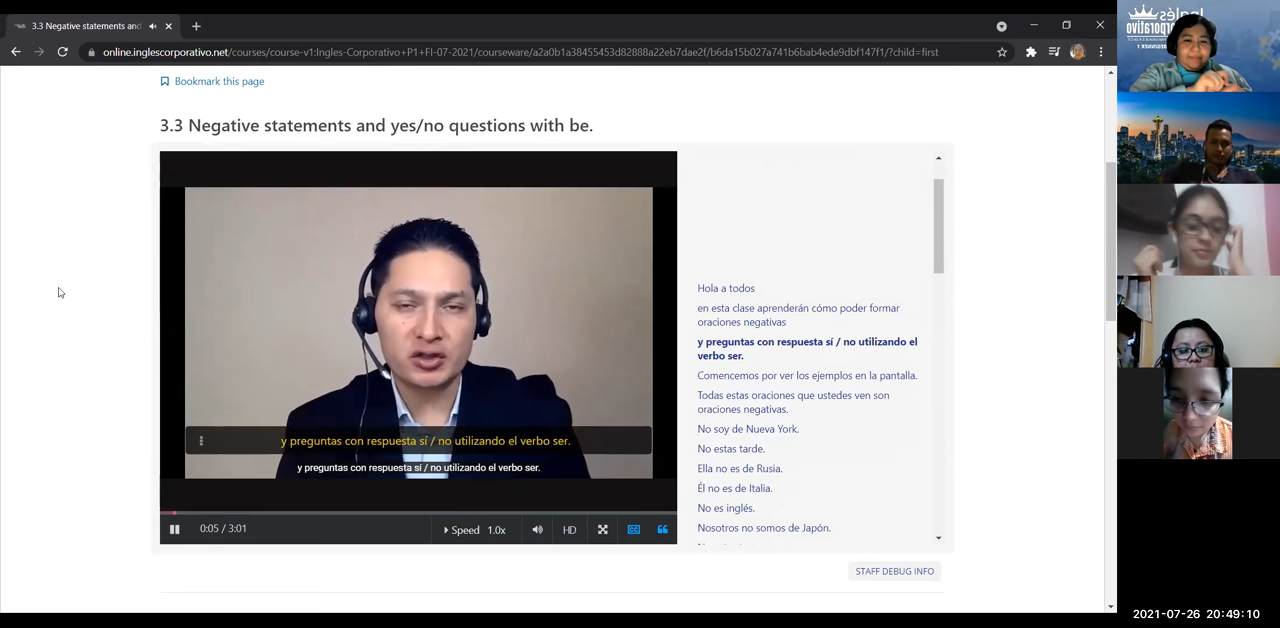 3.3 Negative statements and
online.inglescorporativo.net/courses/course-v1:Ingles-Corporativo+P1+FI-07-2021/courseware/a2a0b1a38455453d82888a22eb7dae2f/b6da15b027a741b6bab4ede9dbf147f1/?child=first
Bookmark this page
3.3 Negative statements and yes/no questions with be.
Hola a todos
en esta clase aprenderán cómo poder formar
oraciones negativas
y preguntas con respuesta sí / no utilizando el
verbo ser.
Comencemos por ver los ejemplos en la pantalla.
Todas estas oraciones que ustedes ven son
oraciones negativas.
No soy de Nueva York.
No estas tarde.
Ella no es de Rusia.
Él no es de Italia.
No es inglés.
Nosotros no somos de Japón.
y preguntas con respuesta sí / no utilizando el verbo ser.
y preguntas con respuesta sí / no utilizando el verbo ser.
0:05 / 3:01
Speed 1.0x
HD
STAFF DEBUG INFO
2021-07-26 20:49:10